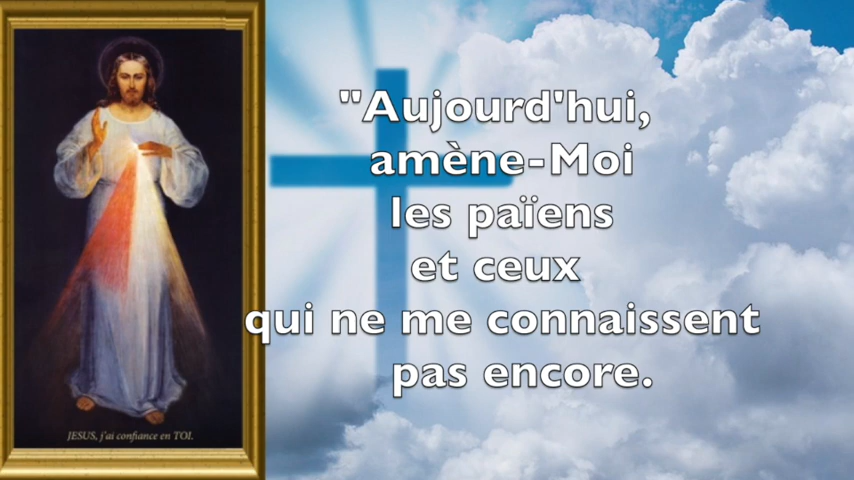 "Aujourd'hui,
amène-Moi
les païens
et ceux
qui ne me connaissent
pas encore.
JESUS, j'ai confiance en TOI.